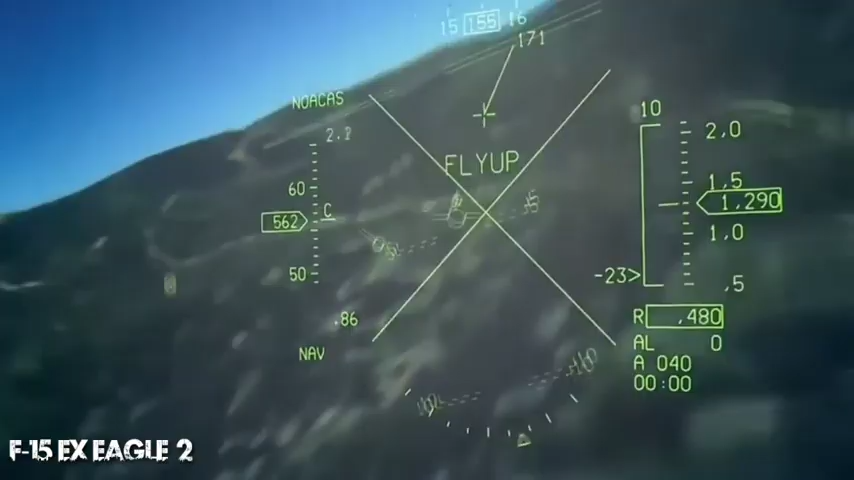 15 155 16
171
NOACAS
10
2.2
2.0
FLYUP
60
1.5
562
C
1,290
1.0
50
-23>
.5
.86
R .480
AL 0
NAV
A 040
00:00
F-15 EX EAGLE 2